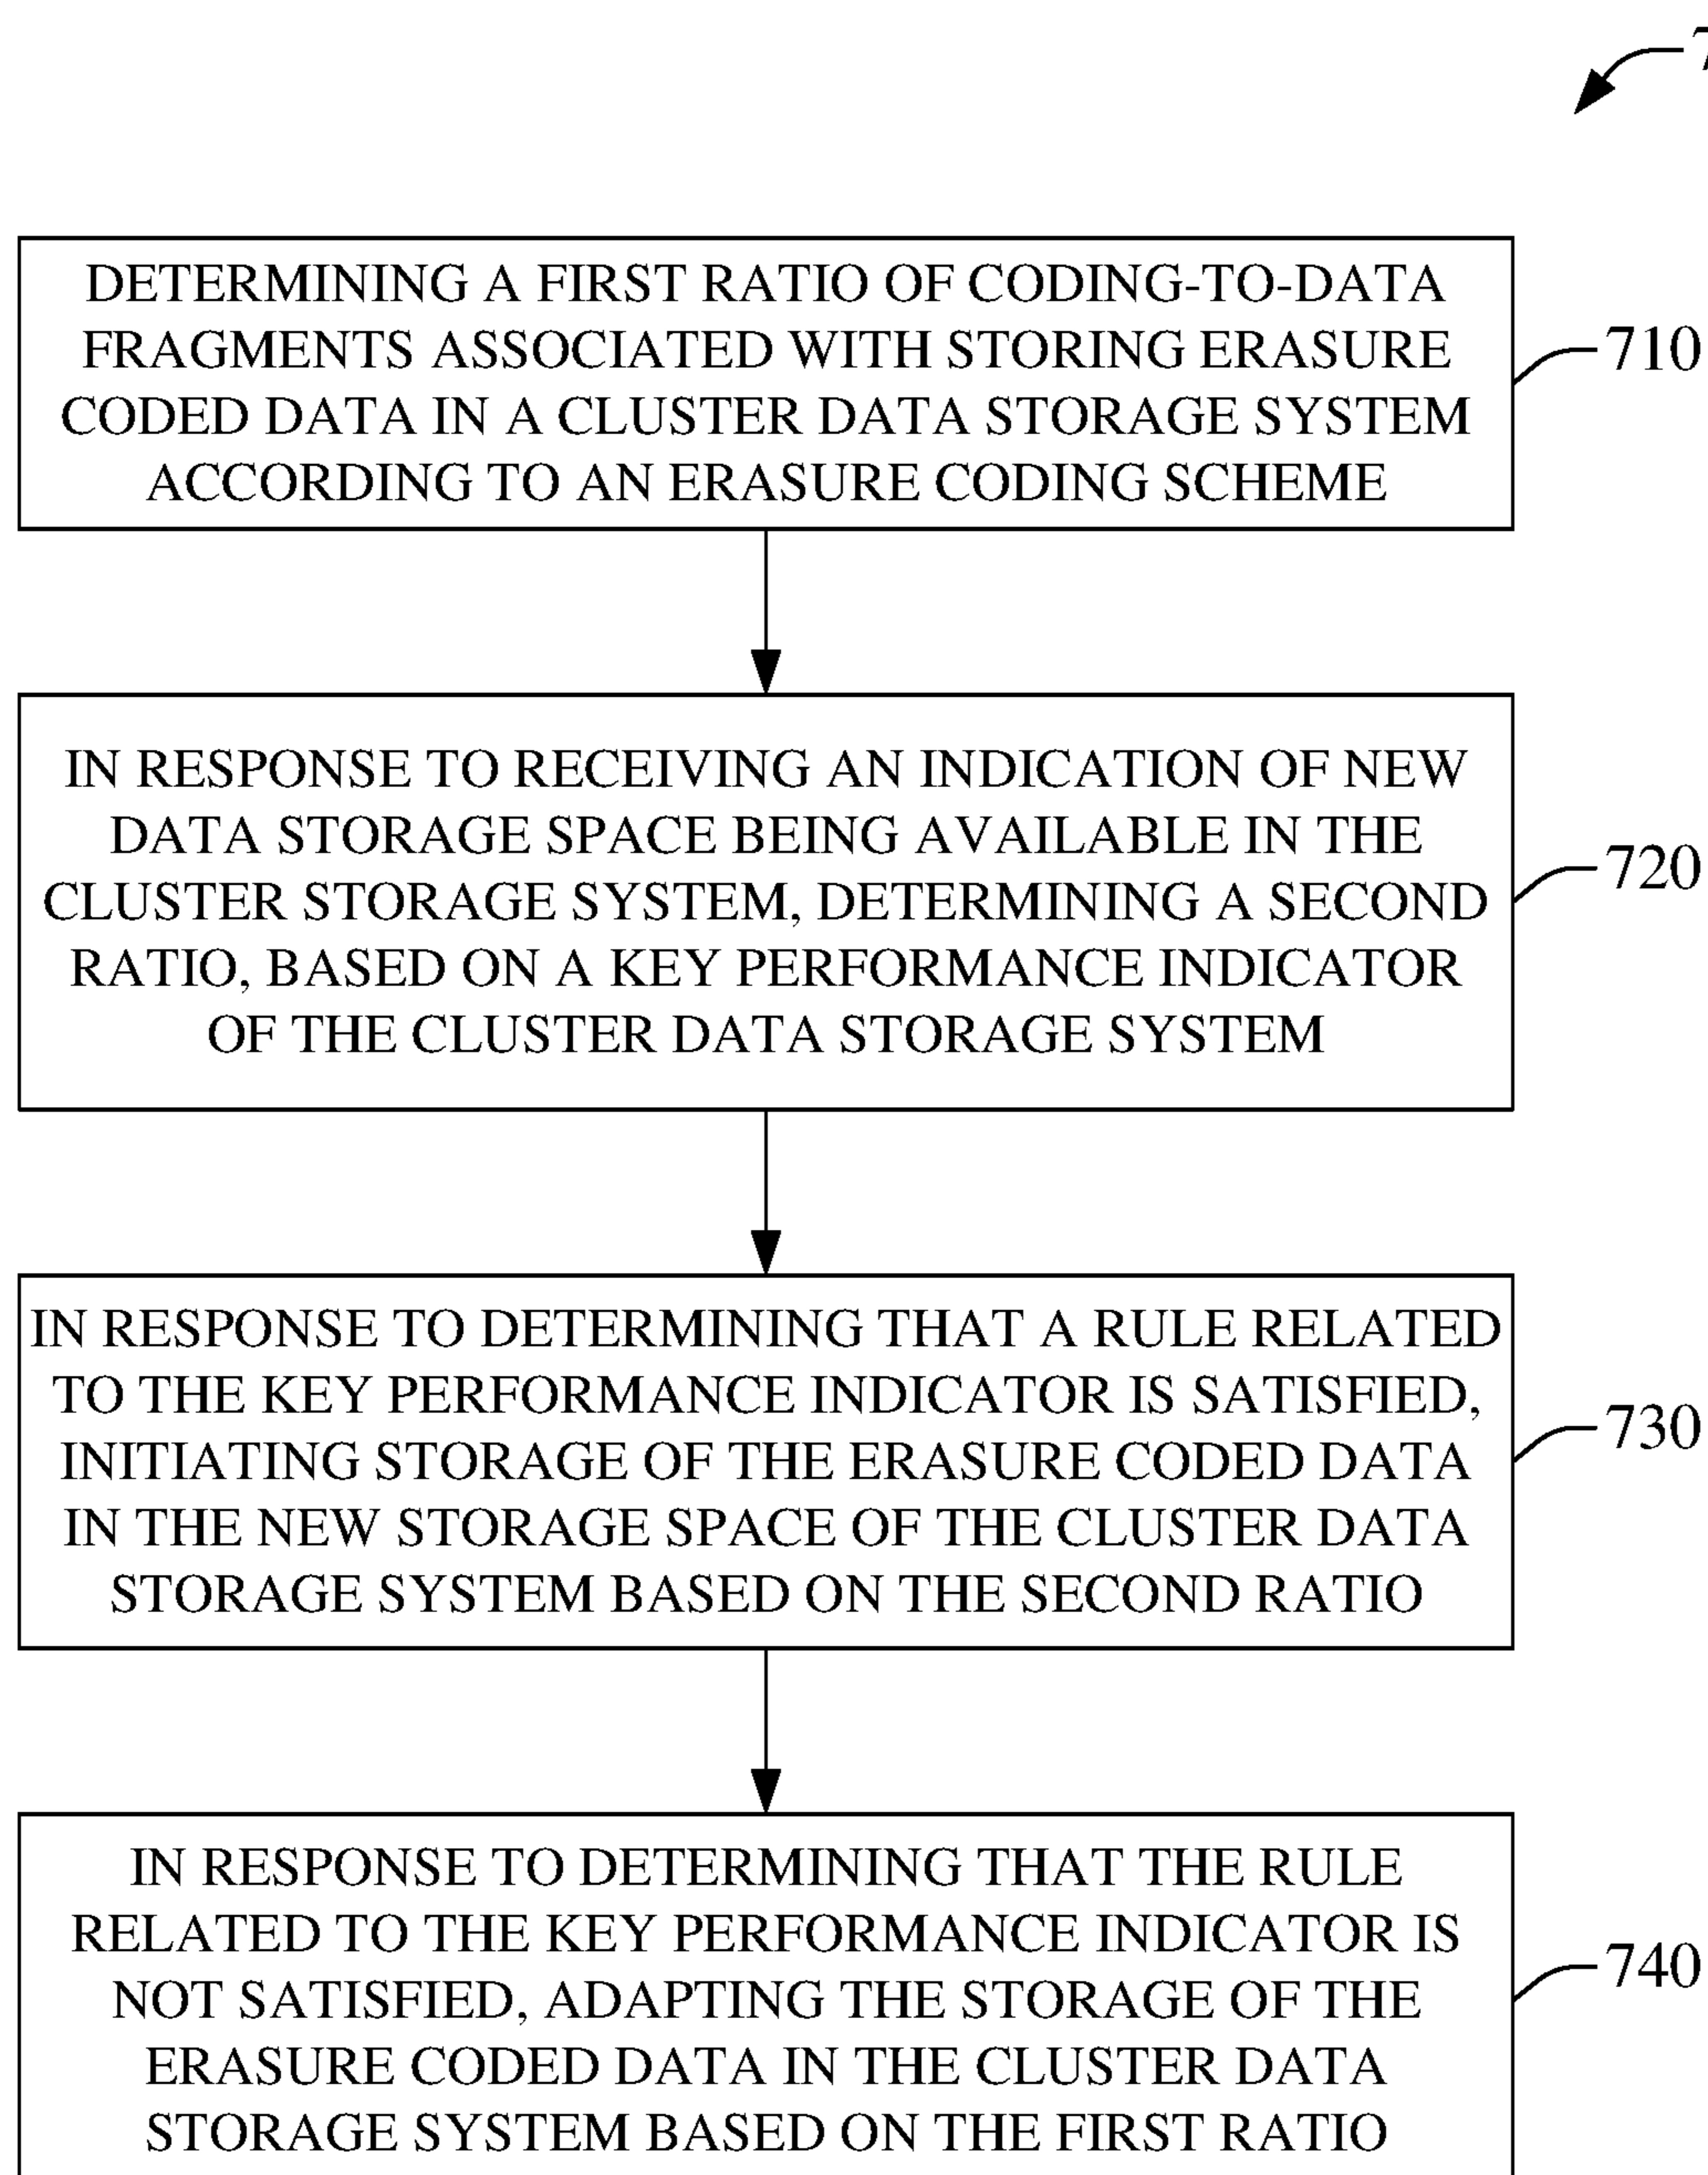 DETERMINING A FIRST RATIO OF CODING-TO-DATA
FRAGMENTS ASSOCIATED WITH STORING ERASURE
CODED DATA IN A CLUSTER DATA STORAGE SYSTEM
ACCORDING TO AN ERASURE CODING SCHEME
710
IN RESPONSE TO RECEIVING AN INDICATION OF NEW
DATA STORAGE SPACE BEING AVAILABLE IN THE
CLUSTER STORAGE SYSTEM, DETERMINING A SECOND
RATIO, BASED ON A KEY PERFORMANCE INDICATOR
OF THE CLUSTER DATA STORAGE SYSTEM
720
IN RESPONSE TO DETERMINING THAT A RULE RELATED
TO THE KEY PERFORMANCE INDICATOR IS SATISFIED,
INITIATING STORAGE OF THE ERASURE CODED DATA
IN THE NEW STORAGE SPACE OF THE CLUSTER DATA
STORAGE SYSTEM BASED ON THE SECOND RATIO
730
IN RESPONSE TO DETERMINING THAT THE RULE
RELATED TO THE KEY PERFORMANCE INDICATOR IS
NOT SATISFIED, ADAPTING THE STORAGE OF THE
ERASURE CODED DATA IN THE CLUSTER DATA
STORAGE SYSTEM BASED ON THE FIRST RATIO
740